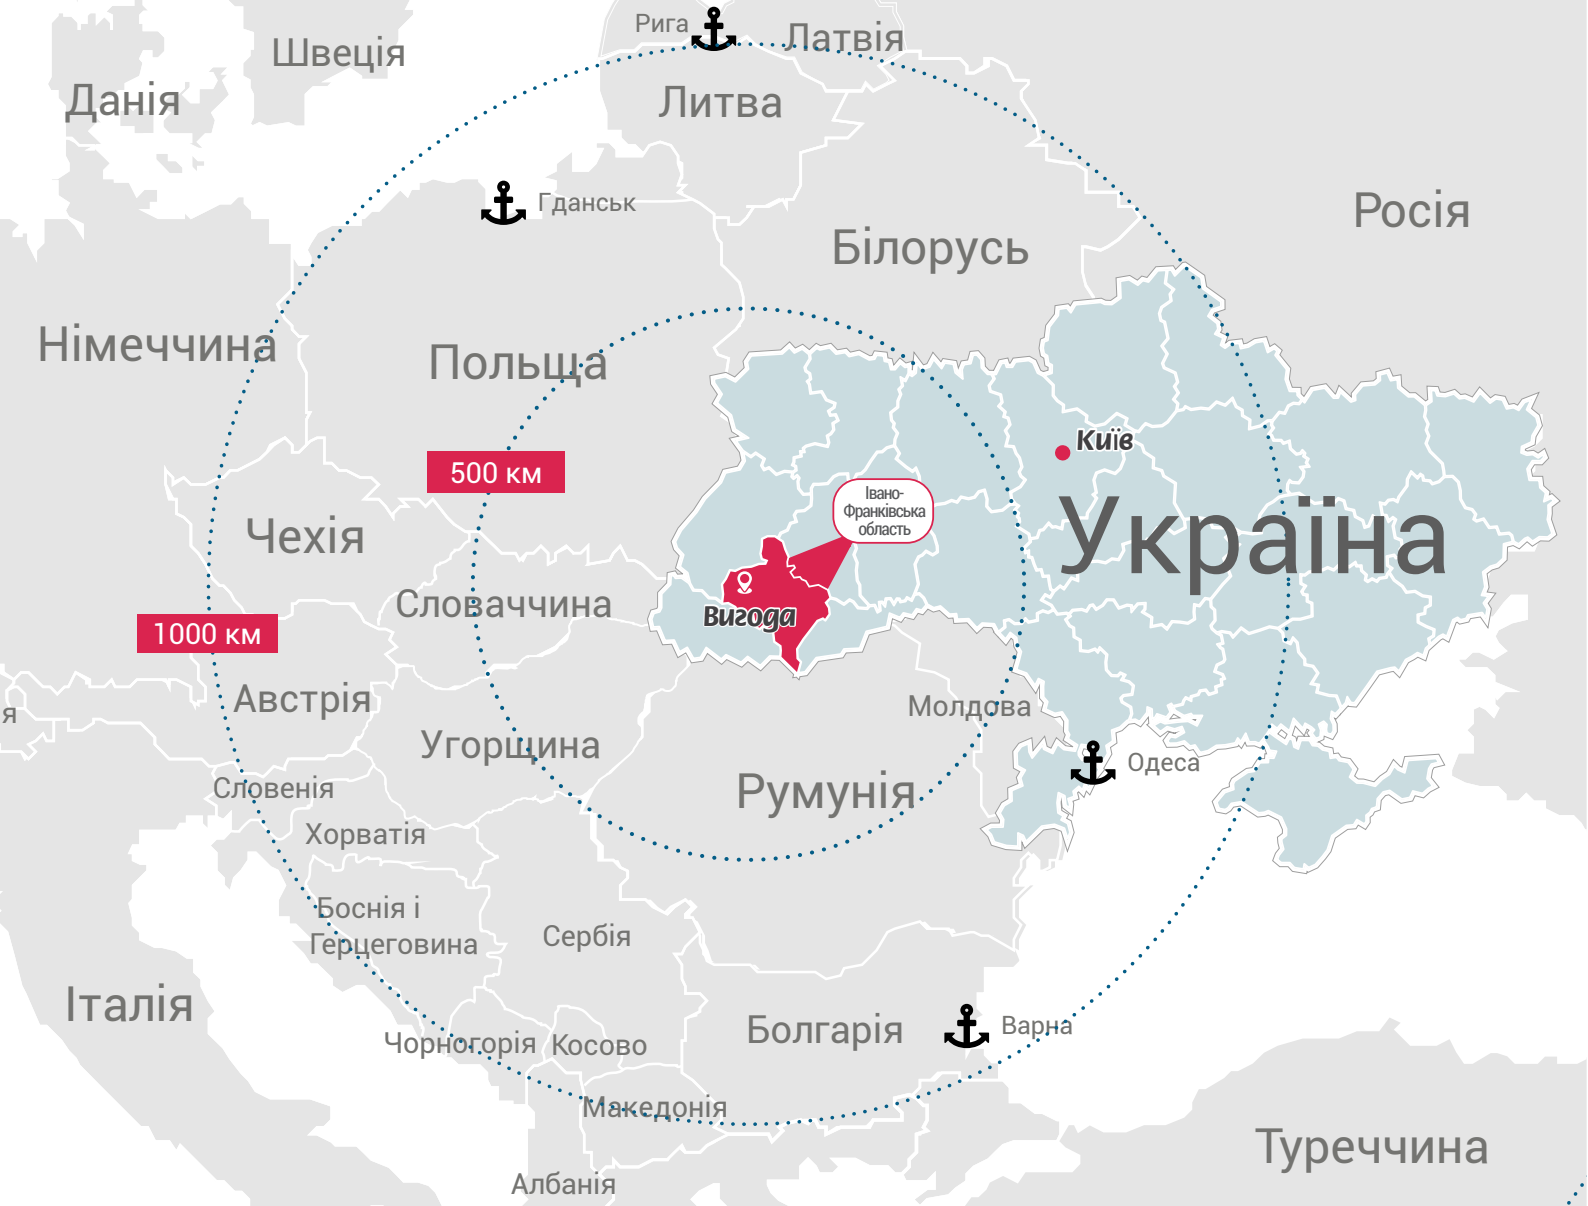 Рига
Латвія
Швеція
Данія
Литва
Гданськ
Росія
Білорусь
Німеччина
Польща
Київ
500 км
Івано-
Франківська
область
Україна
Чехія
Словаччина
Вигода
1000 км
Австрія
я
Молдова
Угорщина
Одеса
Словенія
Румунія
Хорватія
Боснія і
Герцеговина
Сербія
Італія
Болгарія
Варна
Чорногорія
Косово
Македонія
Туреччина
Албанія